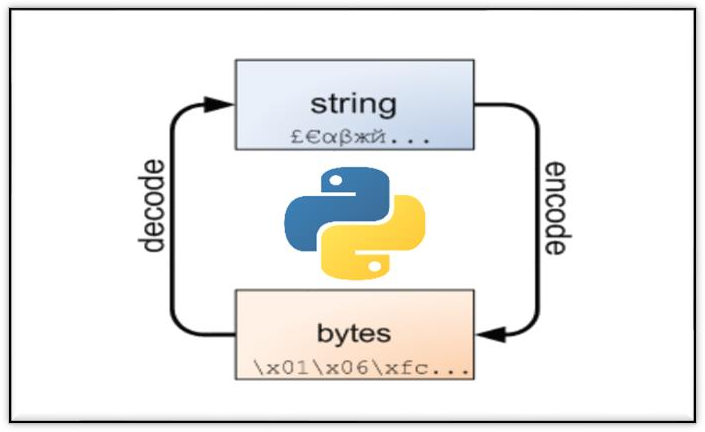 string
£€αβжй...
decode
encode
bytes
\x01\x06\xfc...